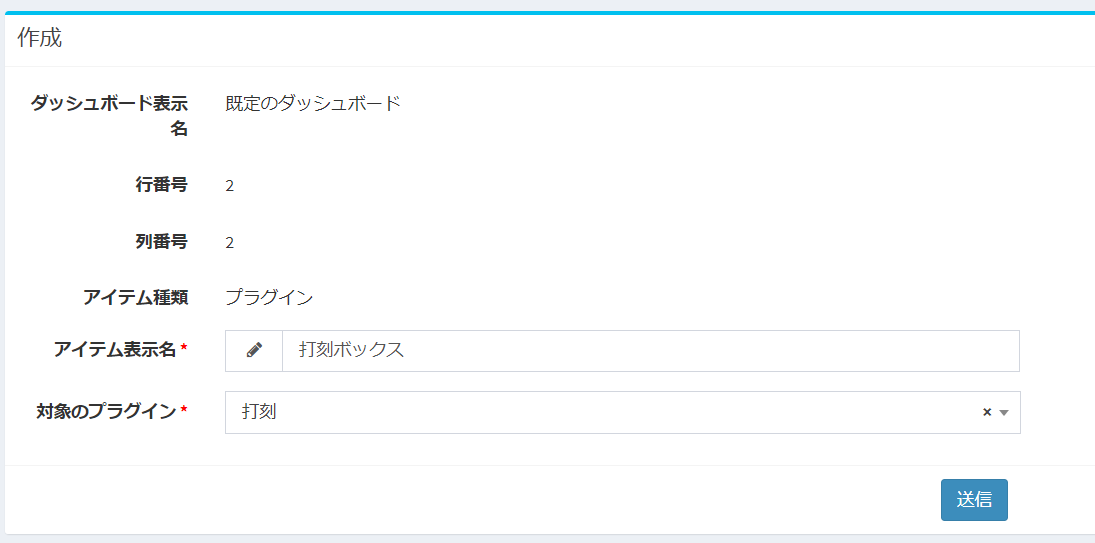 作成
ダッシュボード表示名 既定のダッシュボード
行番号 2
列番号 2
アイテム種類 プラグイン
アイテム表示名 * 打刻ボックス
対象のプラグイン * 打刻 ×
送信